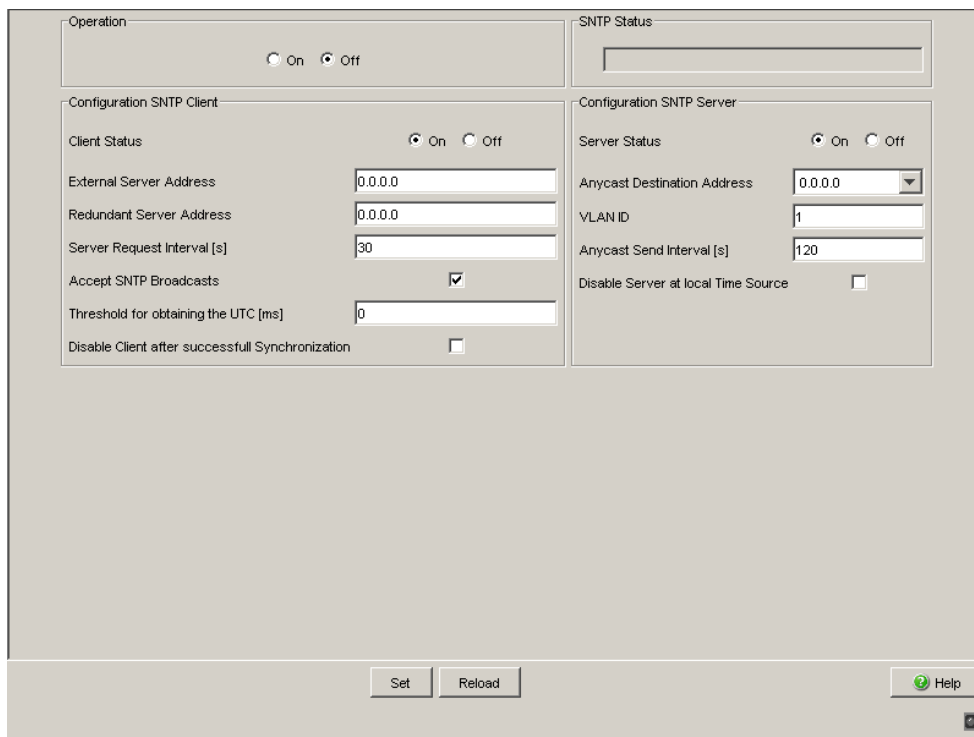 Operation
On Off
SNTP Status
Configuration SNTP Client
Client Status On Off
External Server Address 0.0.0.0
Redundant Server Address 0.0.0.0
Server Request Interval [s] 30
Accept SNTP Broadcasts
Threshold for obtaining the UTC [ms] 0
Disable Client after successfull Synchronization
Configuration SNTP Server
Server Status On Off
Anycast Destination Address 0.0.0.0
VLAN ID 1
Anycast Send Interval [s] 120
Disable Server at local Time Source
Set Reload Help